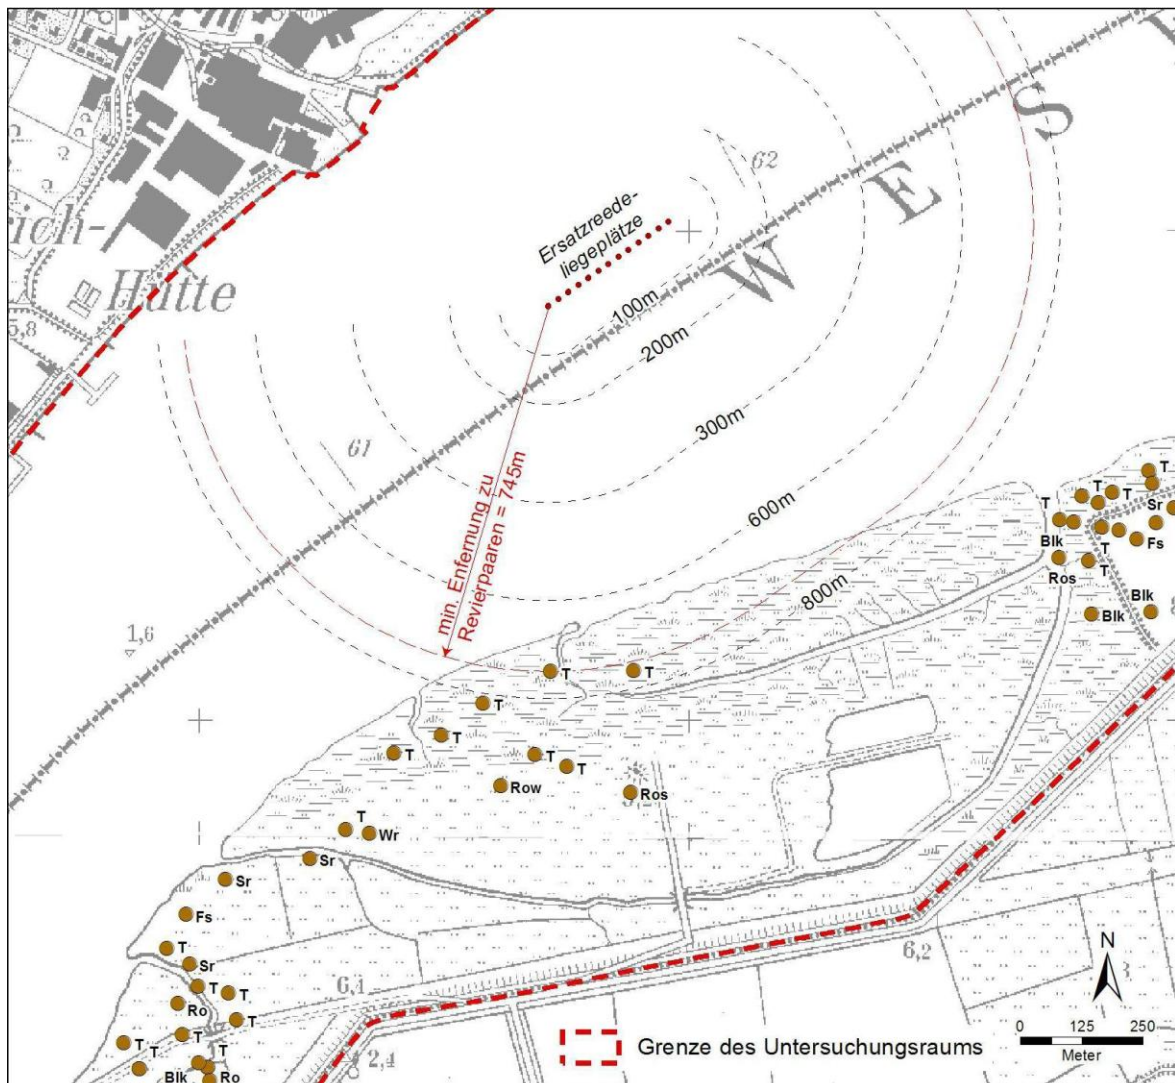 S
E
W
62
ich-
Hütte
5,8
Ersatzreede-
liegeplätze
100m
200m
300m
600m
800m
61
min. Enfernung zu
Revierpaaren = 745m
1,6
T
T
T
T
Sr
Fs
Blk
T
T
Ros
Blk
Blk
T
T
T
T
T
T
T
Row
Ros
T
Wr
Sr
Sr
Fs
T
Sr
T
T
Ro
T
T
T
T
T
Blk
Ro
6,1
6,2
2,4
N
0 125 250
Meter
Grenze des Untersuchungsraums